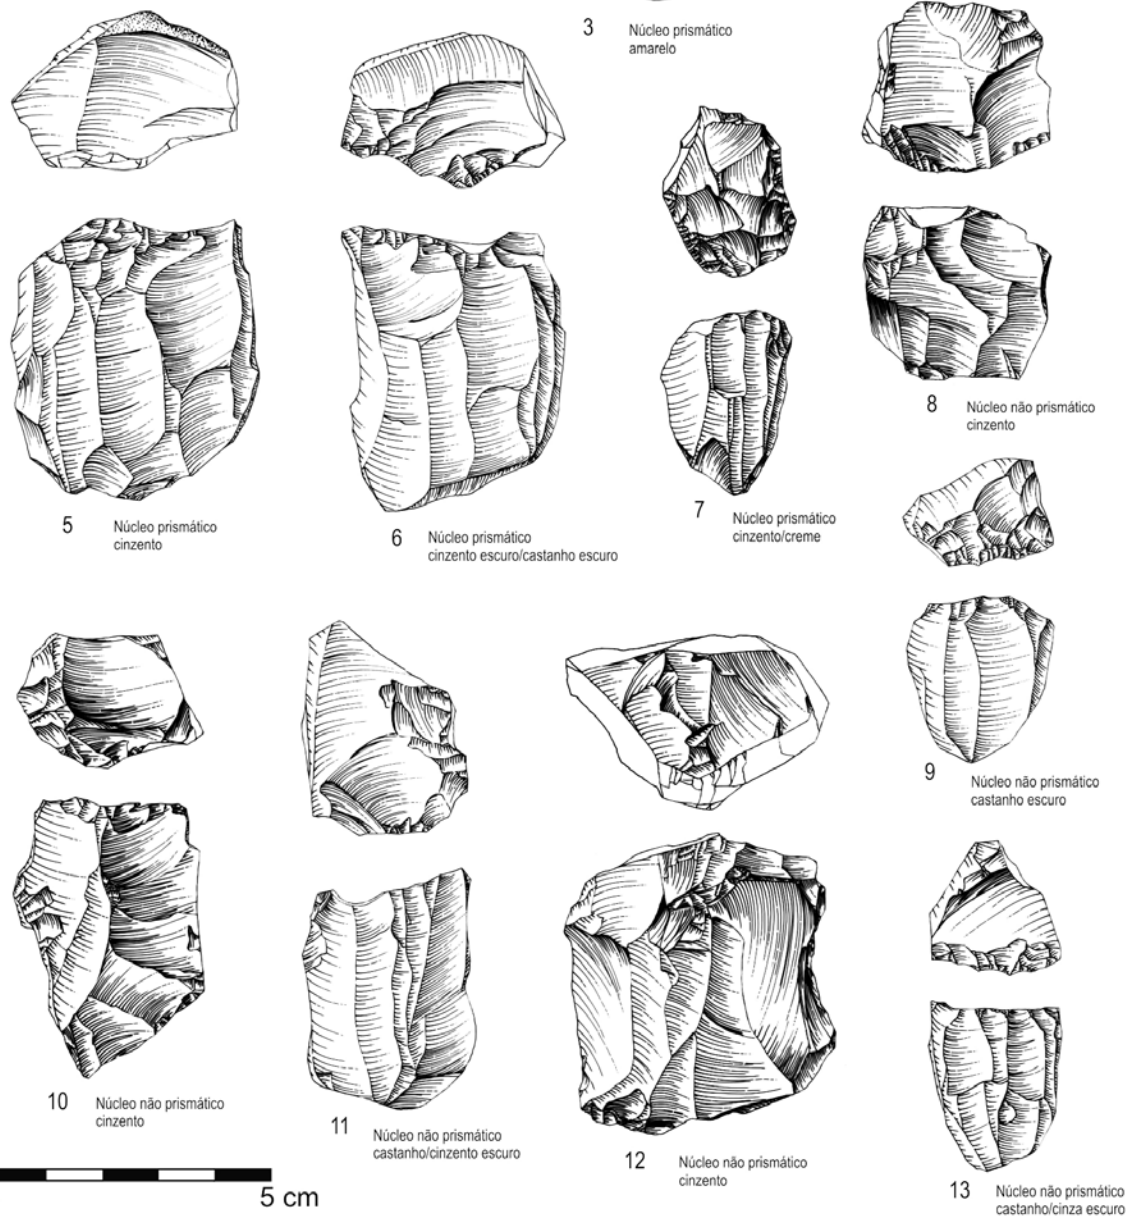 3
Núcleo prismático
amarelo
8
Núcleo não prismático
cinzento
5
Núcleo prismático
cinzento
6
Núcleo prismático
cinzento escuro/castanho escuro
7
Núcleo prismático
cinzento/creme
9
Núcleo não prismático
castanho escuro
10
Núcleo não prismático
cinzento
11
Núcleo não prismático
castanho/cinzento escuro
12
Núcleo não prismático
cinzento
13
Núcleo não prismático
castanho/cinza escuro
5 cm